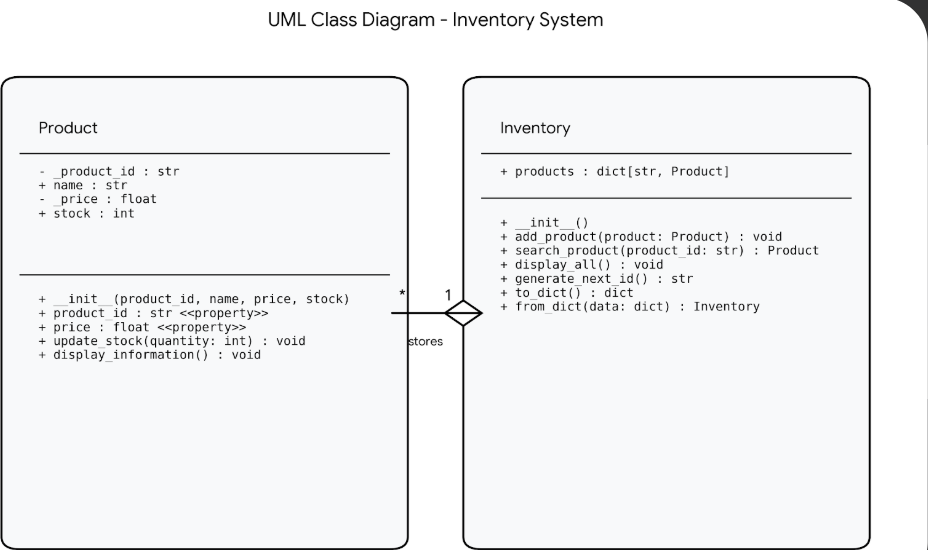 UML Class Diagram - Inventory System
Product
- _product_id : str
+ name : str
- _price : float
+ stock : int
+ __init__(product_id, name, price, stock)
+ product_id : str <<property>>
+ price : float <<property>>
+ update_stock(quantity: int) : void
+ display_information() : void
* 1
stores
Inventory
+ products : dict[str, Product]
+ __init__()
+ add_product(product: Product) : void
+ search_product(product_id: str) : Product
+ display_all() : void
+ generate_next_id() : str
+ to_dict() : dict
+ from_dict(data: dict) : Inventory